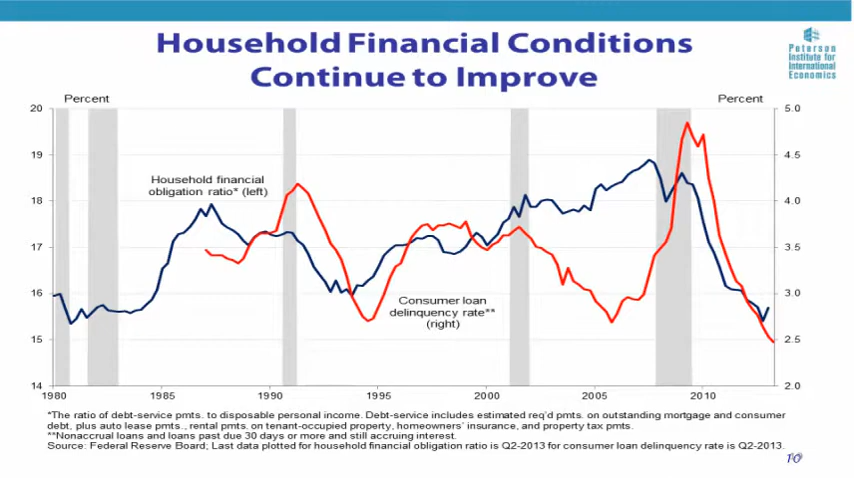 Household Financial Conditions
Continue to Improve
Peterson
Institute for
International
Economics
Percent
Percent
20
19
18
17
16
15
14
5.0
4.5
4.0
3.5
3.0
2.5
2.0
Household financial
obligation ratio* (left)
Consumer loan
delinquency rate**
(right)
1980
1985
1990
1995
2000
2005
2010
*The ratio of debt-service pmts. to disposable personal income. Debt-service includes estimated req'd pmts. on outstanding mortgage and consumer
debt, plus auto lease pmts., rental pmts. on tenant-occupied property, homeowners' insurance, and property tax pmts.
**Nonaccrual loans and loans past due 30 days or more and still accruing interest.
Source: Federal Reserve Board; Last data plotted for household financial obligation ratio is Q2-2013 for consumer loan delinquency rate is Q2-2013.